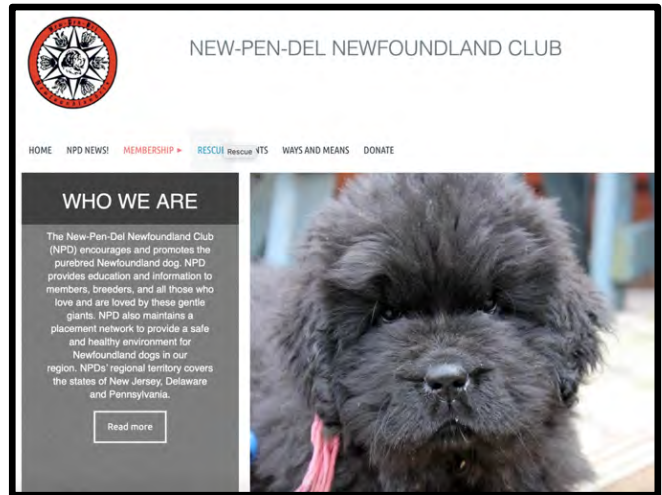 NEW-PEN-DEL NEWFOUNDLAND CLUB
HOME NPD NEWS! MEMBERSHIP ► RESCUE Rescue NTS WAYS AND MEANS DONATE
WHO WE ARE
The New-Pen-Del Newfoundland Club
(NPD) encourages and promotes the
purebred Newfoundland dog. NPD
provides education and information to
members, breeders, and all those who
love and are loved by these gentle
giants. NPD also maintains a
placement network to provide a safe
and healthy environment for
Newfoundland dogs in our
region. NPDs' regional territory covers
the states of New Jersey, Delaware
and Pennsylvania.
Read more